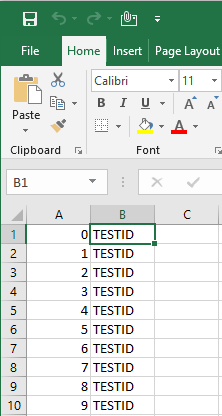 File Home Insert Page Layout
Calibri 11
Paste B I U A
Clipboard Font
B1
A B C
1 0 TESTID
2 1 TESTID
3 2 TESTID
4 3 TESTID
5 4 TESTID
6 5 TESTID
7 6 TESTID
8 7 TESTID
9 8 TESTID
10 9 TESTID